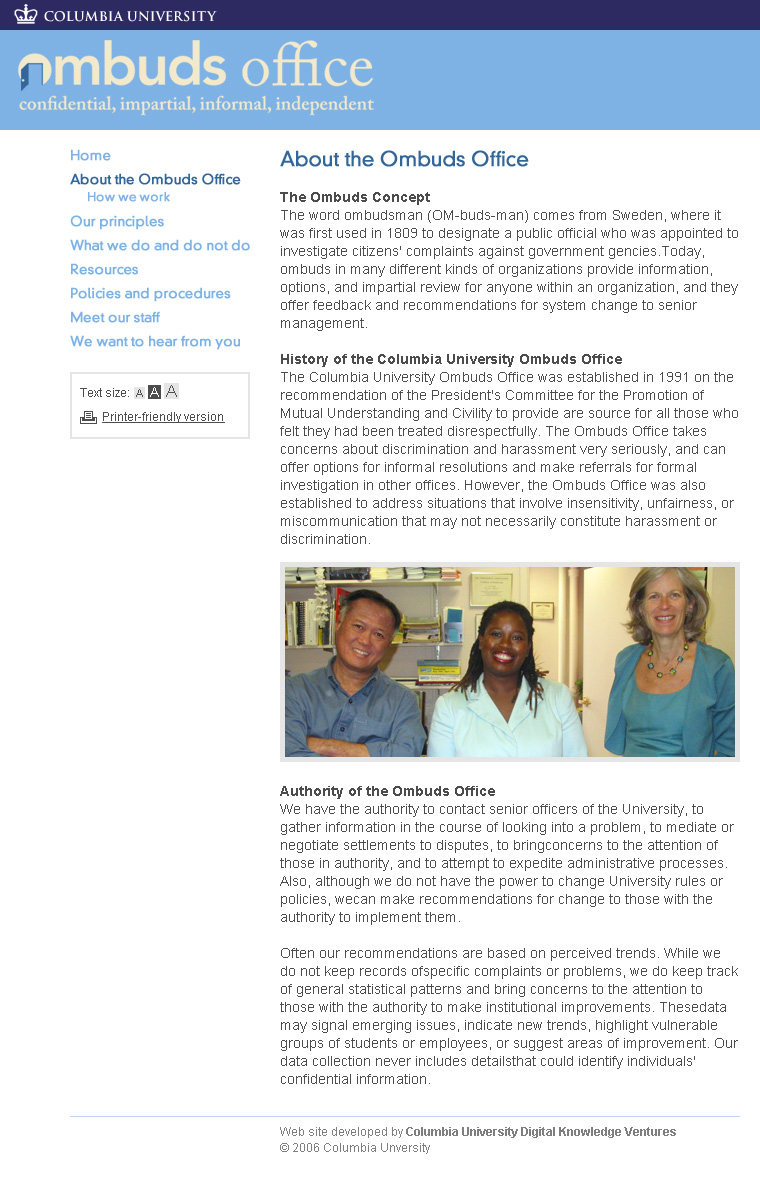 COLUMBIA UNIVERSITY
ombuds office
confidential, impartial, informal, independent
Home
About the Ombuds Office
How we work
Our principles
What we do and do not do
Resources
Policies and procedures
Meet our staff
We want to hear from you
Text size: A A A
Printer-friendly version
About the Ombuds Office
The Ombuds Concept
The word ombudsman (OM-buds-man) comes from Sweden, where it
was first used in 1809 to designate a public official who was appointed to
investigate citizens' complaints against government gencies.Today,
ombuds in many different kinds of organizations provide information,
options, and impartial review for anyone within an organization, and they
offer feedback and recommendations for system change to senior
management.
History of the Columbia University Ombuds Office
The Columbia University Ombuds Office was established in 1991 on the
recommendation of the President's Committee for the Promotion of
Mutual Understanding and Civility to provide are source for all those who
felt they had been treated disrespectfully. The Ombuds Office takes
concerns about discrimination and harassment very seriously, and can
offer options for informal resolutions and make referrals for formal
investigation in other offices. However, the Ombuds Office was also
established to address situations that involve insensitivity, unfairness, or
miscommunication that may not necessarily constitute harassment or
discrimination.
Authority of the Ombuds Office
We have the authority to contact senior officers of the University, to
gather information in the course of looking into a problem, to mediate or
negotiate settlements to disputes, to bringconcerns to the attention of
those in authority, and to attempt to expedite administrative processes.
Also, although we do not have the power to change University rules or
policies, wecan make recommendations for change to those with the
authority to implement them.
Often our recommendations are based on perceived trends. While we
do not keep records ofspecific complaints or problems, we do keep track
of general statistical patterns and bring concerns to the attention to
those with the authority to make institutional improvements. Thesedata
may signal emerging issues, indicate new trends, highlight vulnerable
groups of students or employees, or suggest areas of improvement. Our
data collection never includes detailsthat could identify individuals'
confidential information.
Web site developed by Columbia University Digital Knowledge Ventures
© 2006 Columbia Unversity